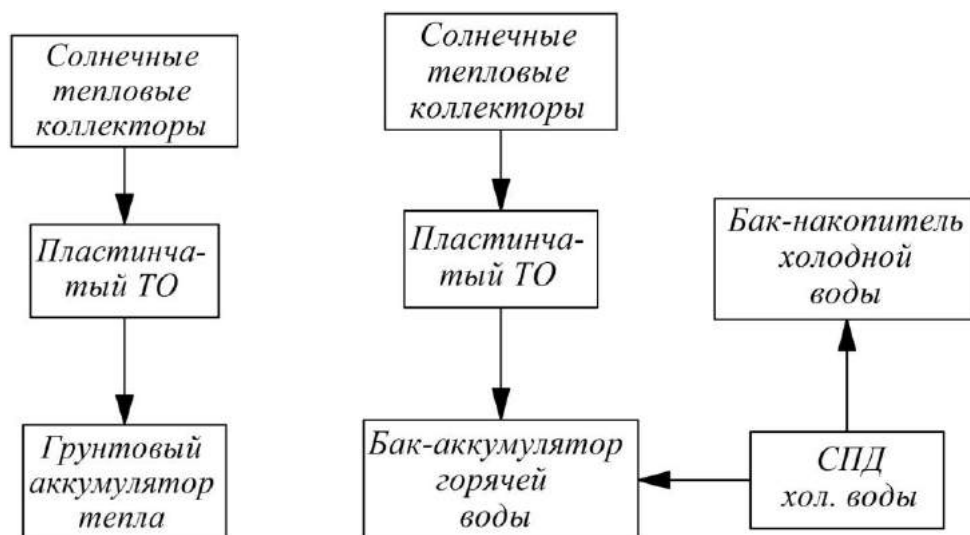 Солнечные
тепловые
коллекторы
Пластинча-
тый ТО
Грунтовый
аккумулятор
тепла
Солнечные
тепловые
коллекторы
Пластинча-
тый ТО
Бак-аккумулятор
горячей
воды
Бак-накопитель
холодной
воды
СПД
хол. воды